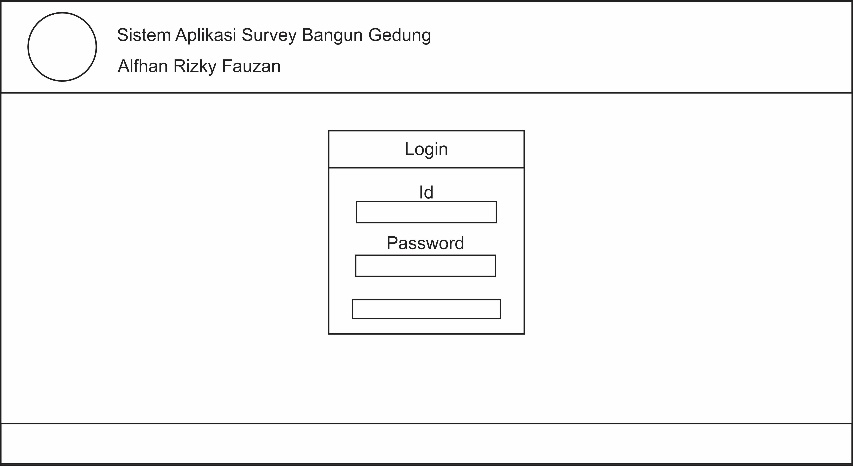 Sistem Aplikasi Survey Bangun Gedung
Alfhan Rizky Fauzan
Login
Id
Password